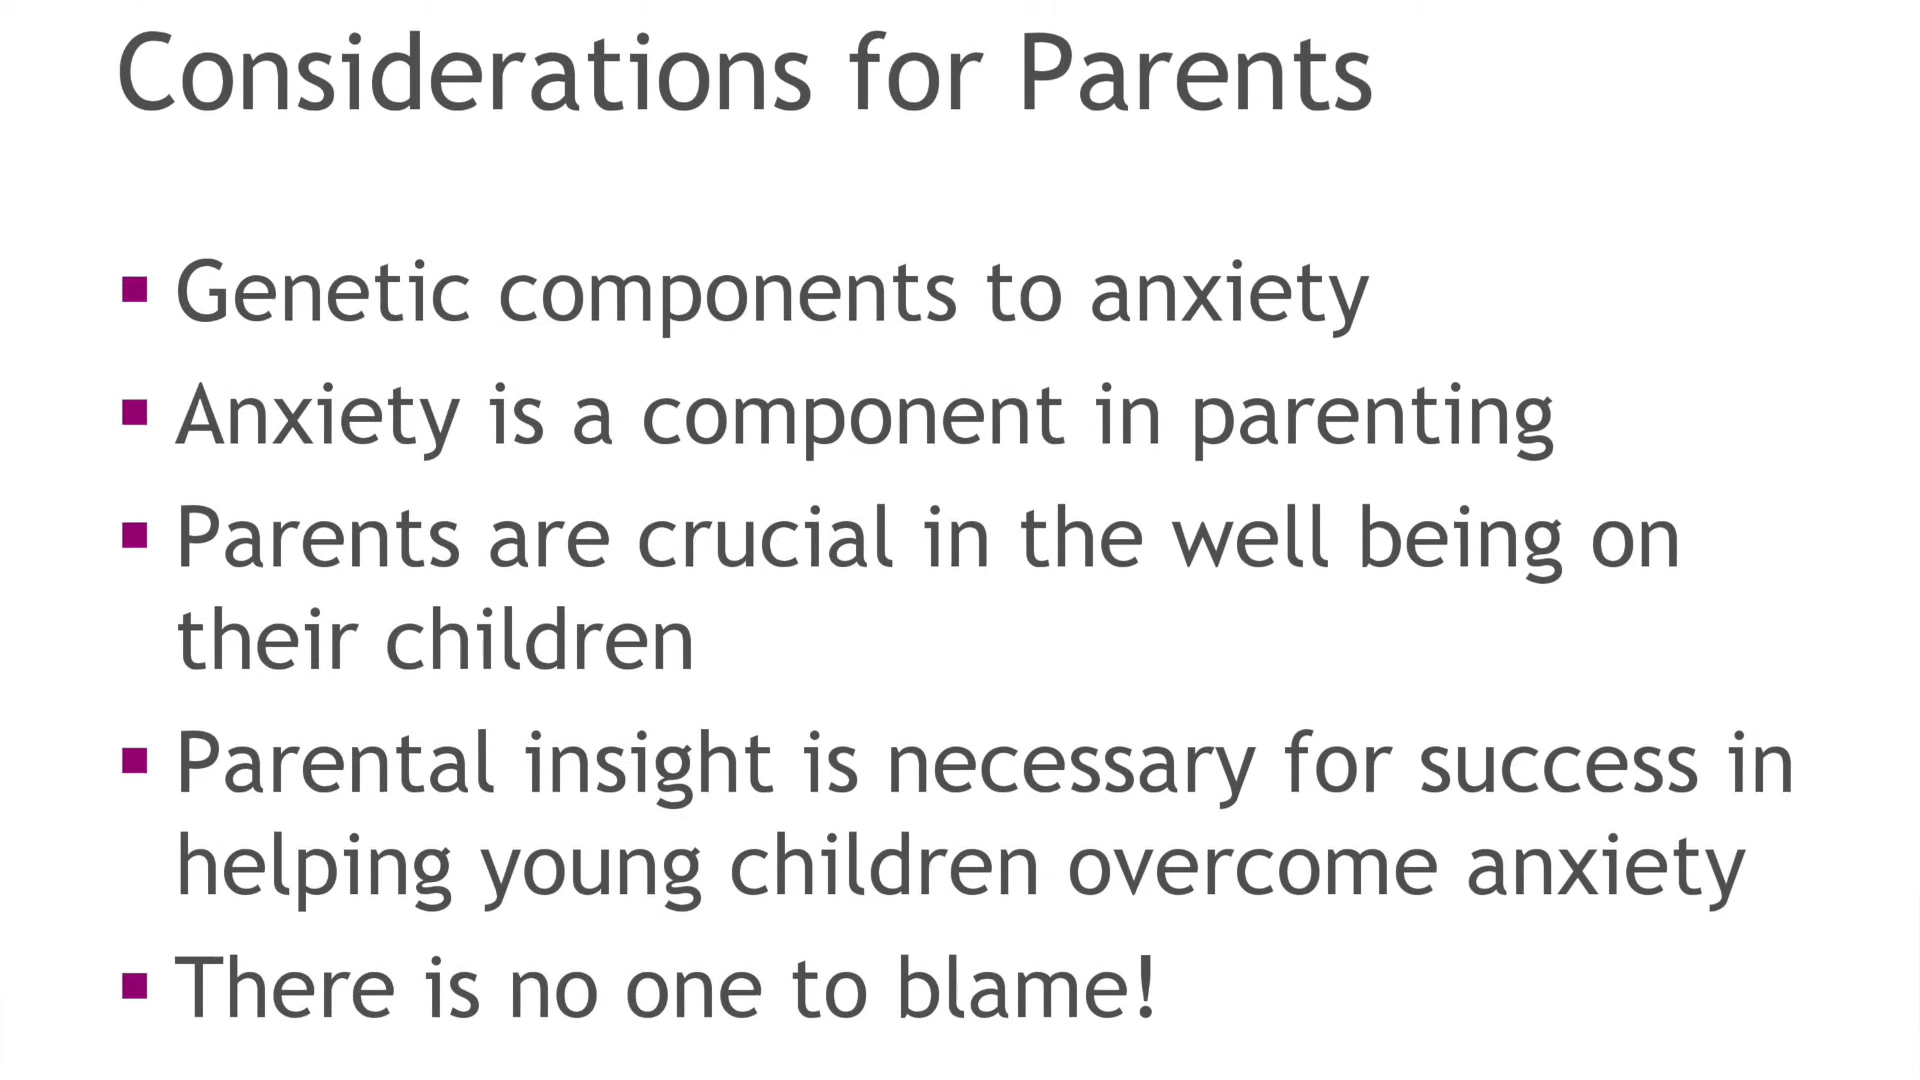 Considerations for Parents
▪ Genetic components to anxiety
▪ Anxiety is a component in parenting
▪ Parents are crucial in the well being on
their children
▪ Parental insight is necessary for success in
helping young children overcome anxiety
▪ There is no one to blame!